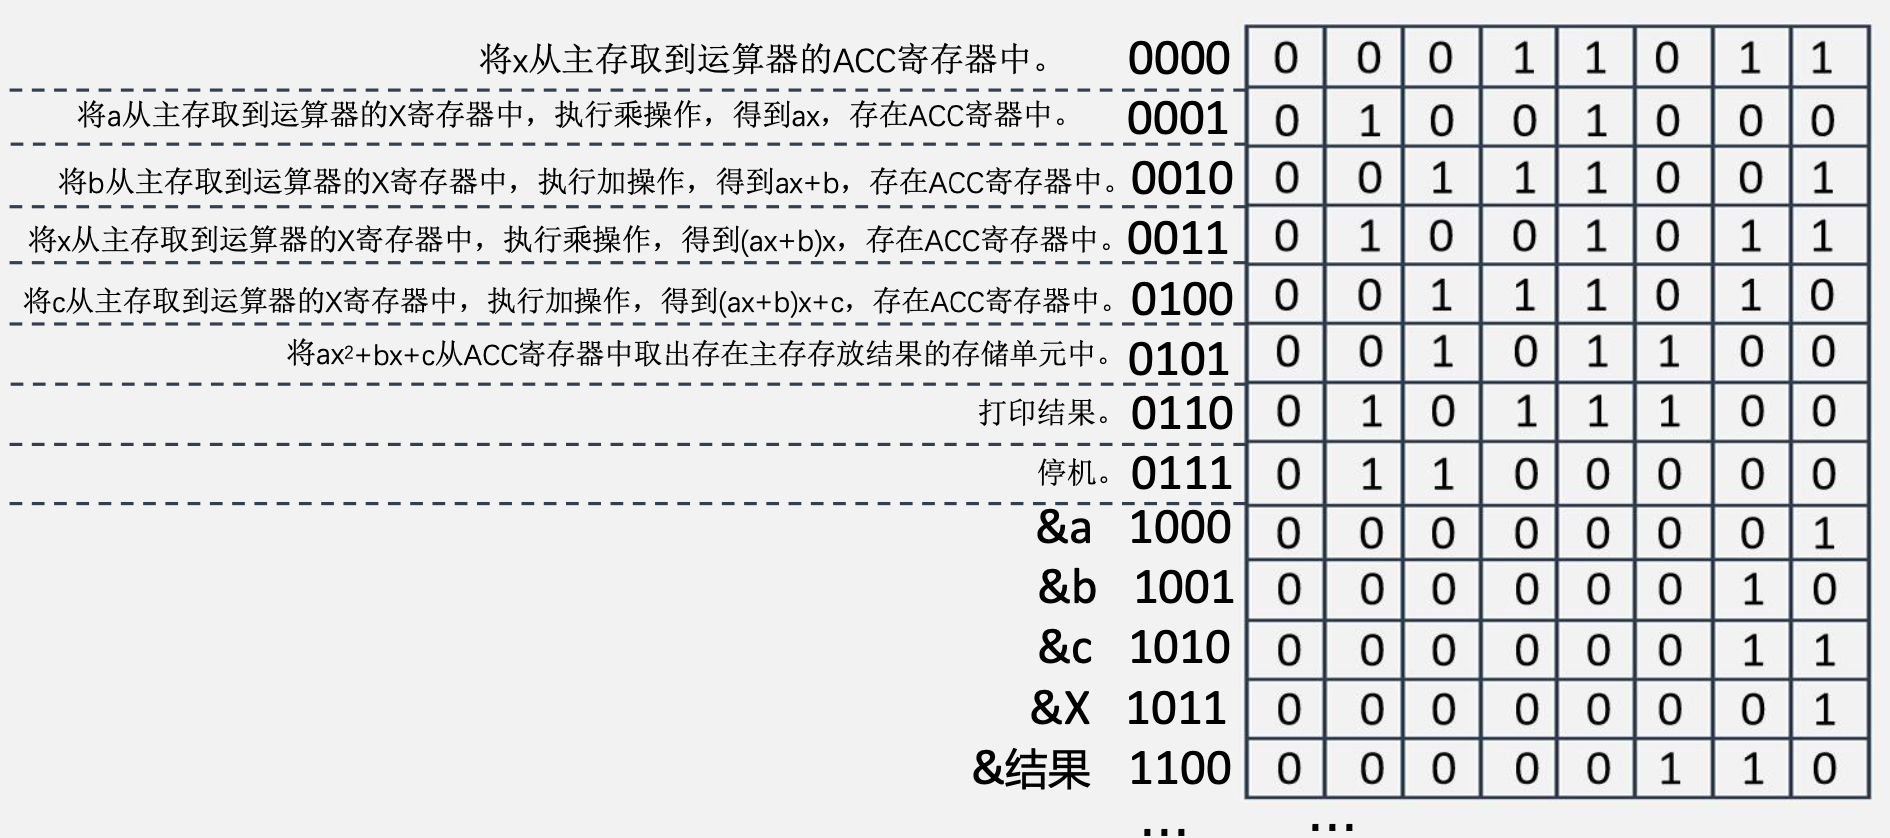 将x从主存取到运算器的ACC寄存器中。 0000 0 0 0 1 1 0 1 1
将a从主存取到运算器的X寄存器中，执行乘操作，得到ax，存在ACC寄器中。 0001 0 1 0 0 1 0 0 0
将b从主存取到运算器的X寄存器中，执行加操作，得到ax+b，存在ACC寄存器中。 0010 0 0 1 1 1 0 0 1
将x从主存取到运算器的X寄存器中，执行乘操作，得到(ax+b)x，存在ACC寄存器中。 0011 0 1 0 0 1 0 1 1
将c从主存取到运算器的X寄存器中，执行加操作，得到(ax+b)x+c，存在ACC寄存器中。 0100 0 0 1 1 1 0 1 0
将ax²+bx+c从ACC寄存器中取出存在主存存放结果的存储单元中。 0101 0 0 1 0 1 1 0 0
打印结果。 0110 0 1 0 1 1 1 0 0
停机。 0111 0 1 1 0 0 0 0 0
&a 1000 0 0 0 0 0 0 0 1
&b 1001 0 0 0 0 0 0 1 0
&c 1010 0 0 0 0 0 0 1 1
&X 1011 0 0 0 0 0 0 0 1
&结果 1100 0 0 0 0 0 1 1 0
... ...